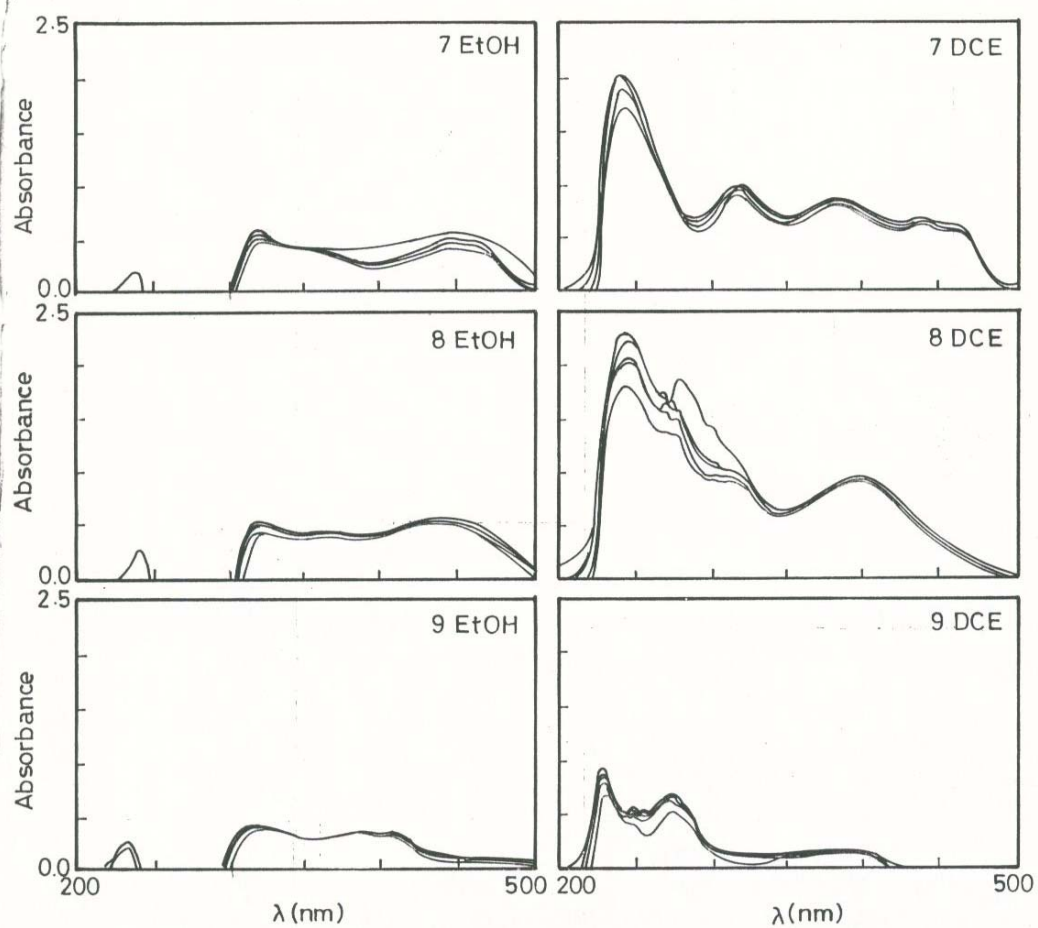 2.5
7 EtOH
7 DCE
Absorbance
0.0
2.5
8 EtOH
8 DCE
Absorbance
0.0
2.5
9 EtOH
9 DCE
Absorbance
0.0
200
500
200
500
λ(nm)
λ(nm)